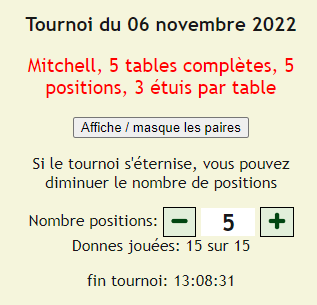 Tournoi du 06 novembre 2022
Mitchell, 5 tables complètes, 5
positions, 3 étuis par table
Affiche / masque les paires
Si le tournoi s'éternise, vous pouvez
diminuer le nombre de positions
Nombre positions: − 5 +
Donnes jouées: 15 sur 15
fin tournoi: 13:08:31